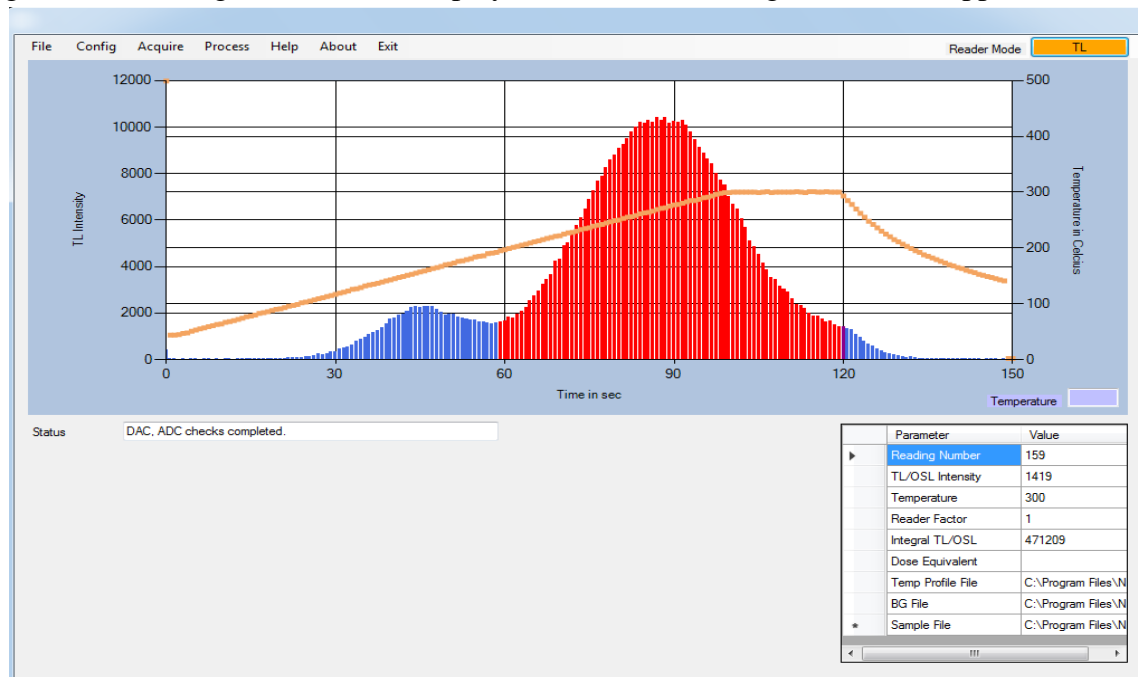 File Config Acquire Process Help About Exit Reader Mode TL
12000 500
10000
400
8000
300
6000
200
4000
100
2000
0 0
0 30 60 90 120 150
TL Intensity
Temperature in Celcius
Time in sec
Temperature
Status DAC, ADC checks completed.
Parameter Value
Reading Number 159
TL/OSL Intensity 1419
Temperature 300
Reader Factor 1
Integral TL/OSL 471209
Dose Equivalent
Temp Profile File C:\Program Files\N
BG File C:\Program Files\N
* Sample File C:\Program Files\N